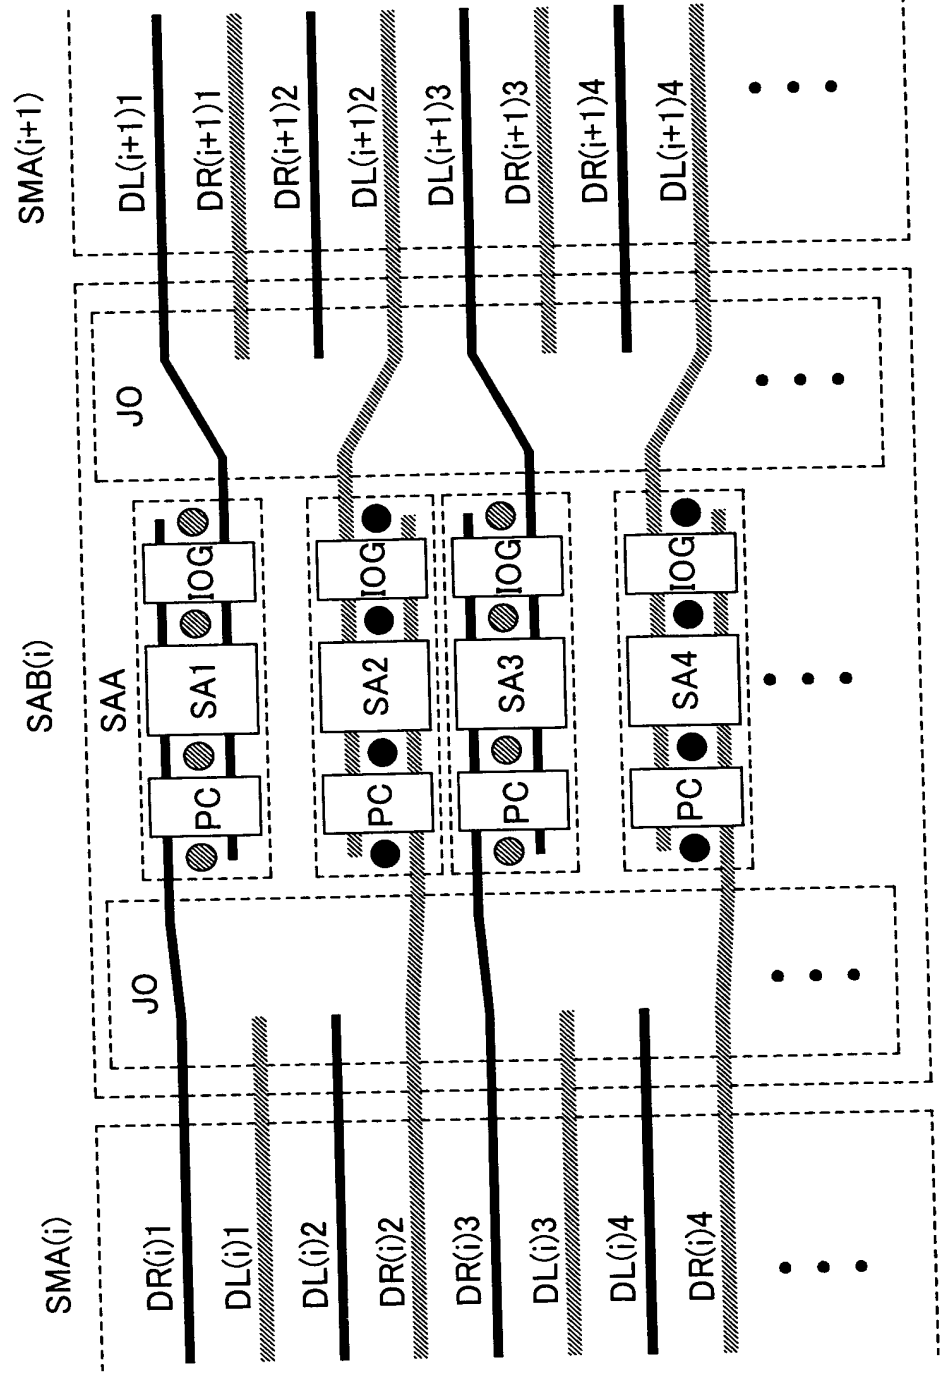 SMA(i+1)
DL(i+1)1
DR(i+1)1
DR(i+1)2
DL(i+1)2
DL(i+1)3
DR(i+1)3
DR(i+1)4
DL(i+1)4
JO
SAB(i)
SAA
IOG
SA1
PC
IOG
SA2
PC
IOG
SA3
PC
IOG
SA4
PC
JO
SMA(i)
DR(i)1
DL(i)1
DL(i)2
DR(i)2
DR(i)3
DL(i)3
DL(i)4
DR(i)4